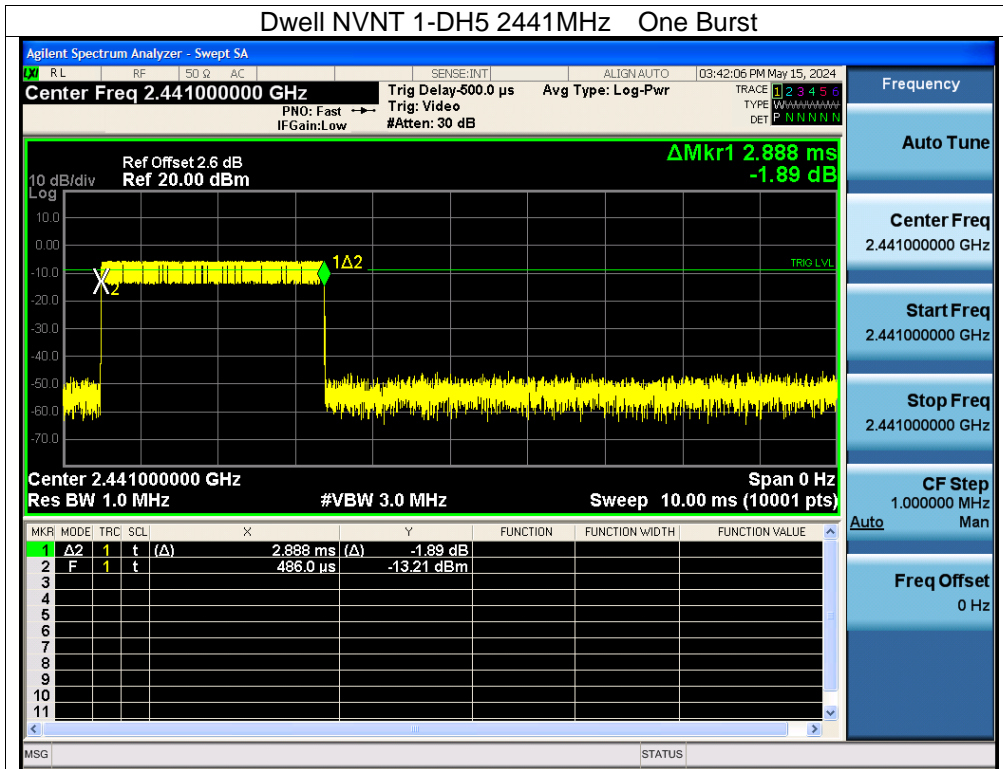 Dwell NVNT 1-DH5 2441MHz One Burst
Agilent Spectrum Analyzer - Swept SA
LXI RL RF 50 Ω AC SENSE:INT ALIGN AUTO 03:42:06 PM May 15, 2024
Center Freq 2.441000000 GHz Trig Delay-500.0 µs Avg Type: Log-Pwr TRACE 1 2 3 4 5 6
PNO: Fast Trig: Video TYPE WWWWWW
IFGain:Low #Atten: 30 dB DET P N N N N N
Frequency
Auto Tune
Center Freq
2.441000000 GHz
Start Freq
2.441000000 GHz
Stop Freq
2.441000000 GHz
CF Step
1.000000 MHz
Auto Man
Freq Offset
0 Hz
ΔMkr1 2.888 ms
-1.89 dB
Ref Offset 2.6 dB
10 dB/div Ref 20.00 dBm
Log
10.0
0.00
-10.0
-20.0
-30.0
-40.0
-50.0
-60.0
-70.0
1Δ2
TRIG LVL
2
Center 2.441000000 GHz Span 0 Hz
Res BW 1.0 MHz #VBW 3.0 MHz Sweep 10.00 ms (10001 pts)
MKR MODE TRC SCL X Y FUNCTION FUNCTION WIDTH FUNCTION VALUE
1 Δ2 1 t (Δ) 2.888 ms (Δ) -1.89 dB
2 F 1 t 486.0 µs -13.21 dBm
3
4
5
6
7
8
9
10
11
MSG STATUS